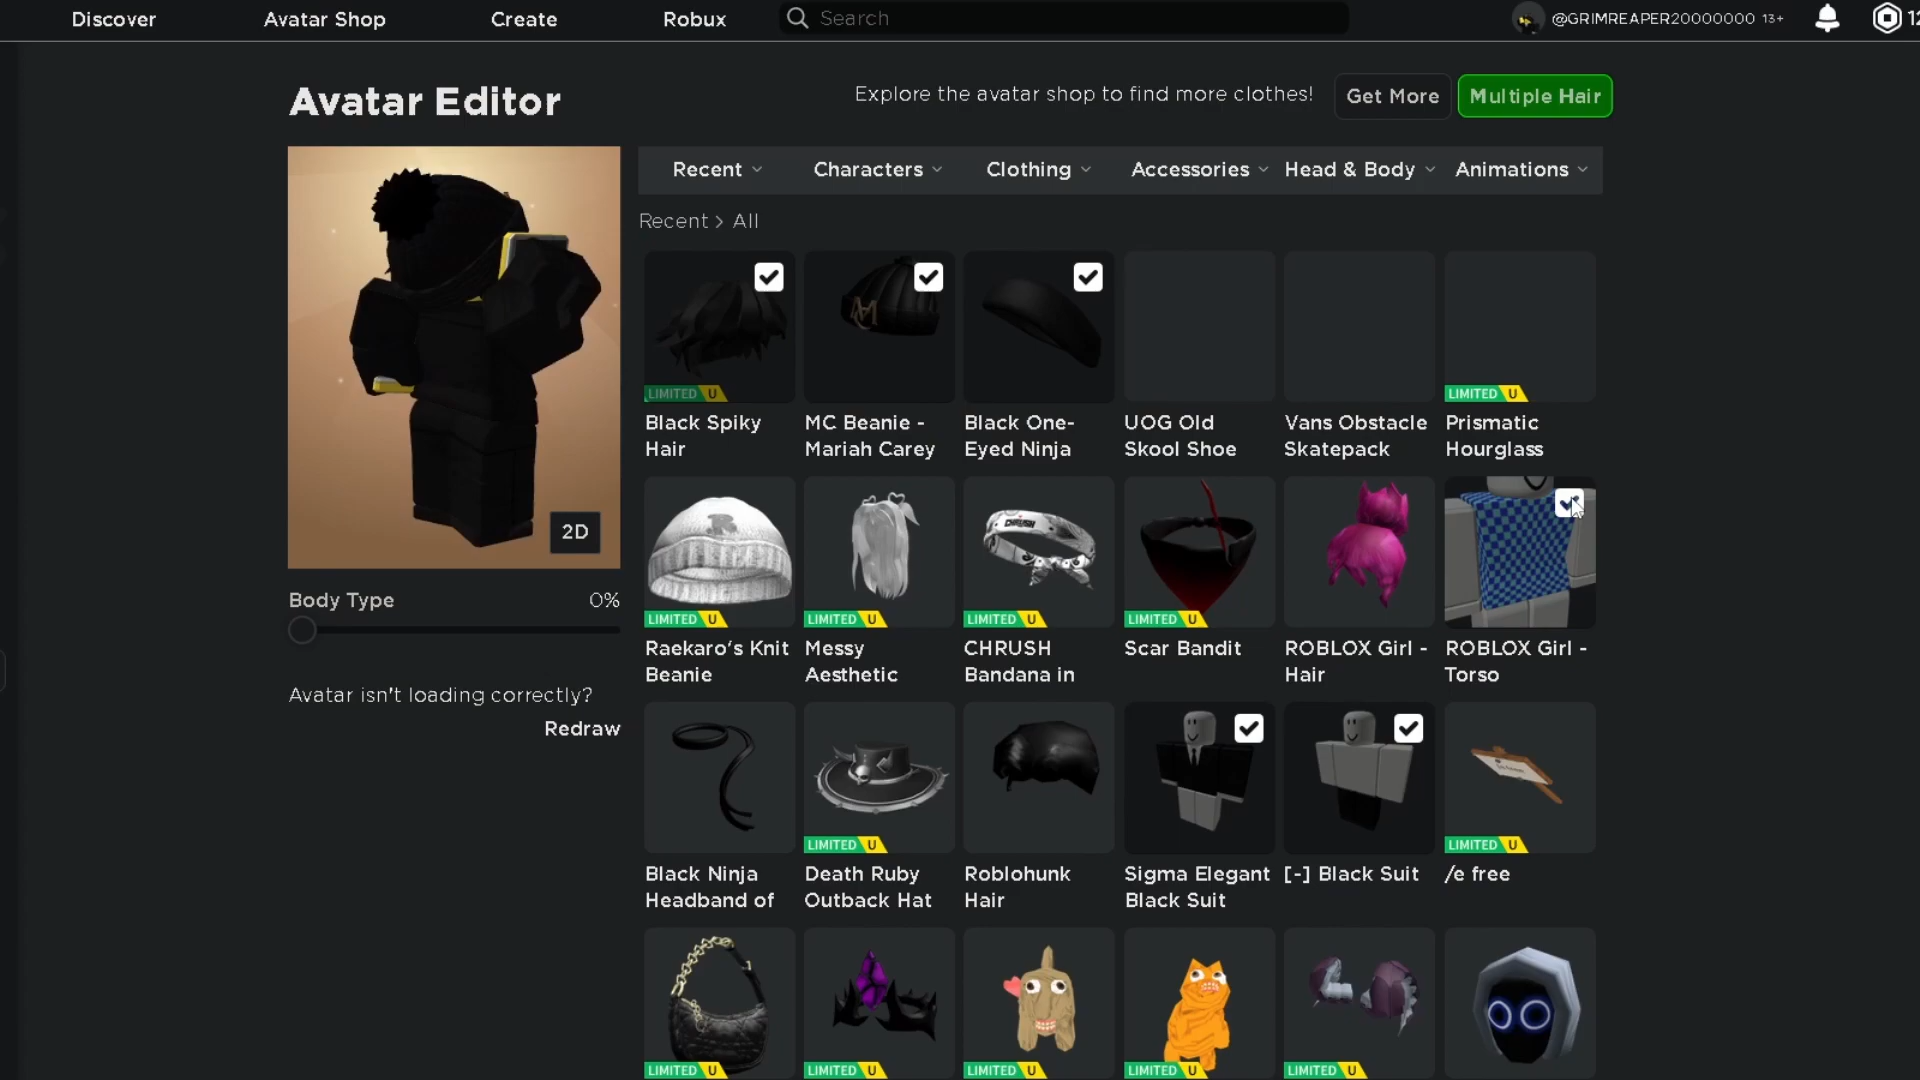 Discover Avatar Shop Create Robux Search @GRIMREAPER20000000 13+
Avatar Editor
Explore the avatar shop to find more clothes! Get More Multiple Hair
Recent Characters Clothing Accessories Head & Body Animations
Recent > All
LIMITED U LIMITED U
Black Spiky Hair
MC Beanie - Mariah Carey
Black One-Eyed Ninja
UOG Old Skool Shoe
Vans Obstacle Skatepack
Prismatic Hourglass
2D
Body Type 0%
Avatar isn't loading correctly?
Redraw
LIMITED U LIMITED U CHRUSH LIMITED U LIMITED U
Raekaro's Knit Beanie
Messy Aesthetic
CHRUSH Bandana in
Scar Bandit
ROBLOX Girl - Hair
ROBLOX Girl - Torso
LIMITED U LIMITED U
Black Ninja Headband of
Death Ruby Outback Hat
Roblohunk Hair
Sigma Elegant Black Suit
[-] Black Suit
/e free
LIMITED U LIMITED U LIMITED U LIMITED U LIMITED U